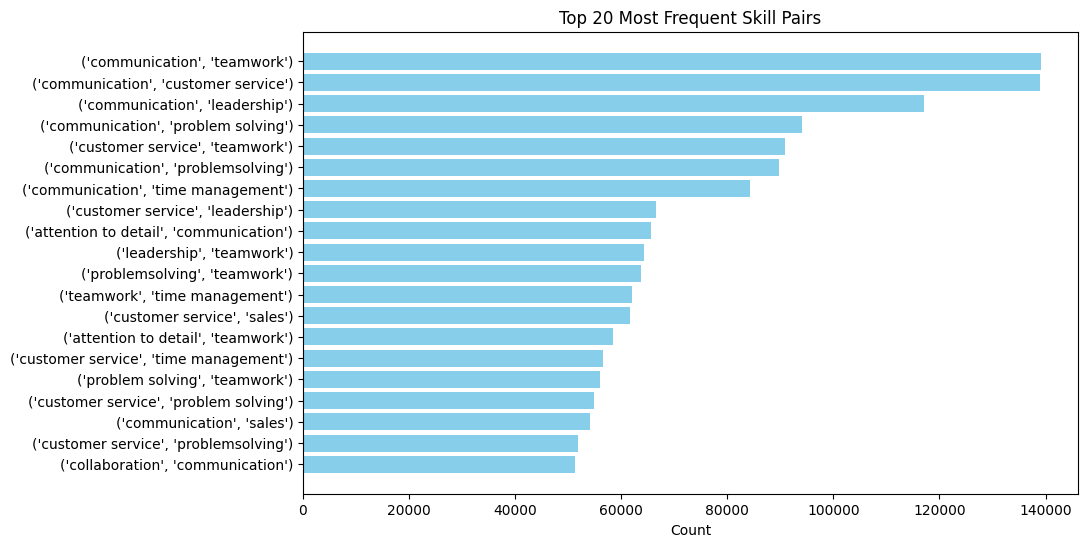 Top 20 Most Frequent Skill Pairs
('communication', 'teamwork')
('communication', 'customer service')
('communication', 'leadership')
('communication', 'problem solving')
('customer service', 'teamwork')
('communication', 'problemsolving')
('communication', 'time management')
('customer service', 'leadership')
('attention to detail', 'communication')
('leadership', 'teamwork')
('problemsolving', 'teamwork')
('teamwork', 'time management')
('customer service', 'sales')
('attention to detail', 'teamwork')
('customer service', 'time management')
('problem solving', 'teamwork')
('customer service', 'problem solving')
('communication', 'sales')
('customer service', 'problemsolving')
('collaboration', 'communication')
0 20000 40000 60000 80000 100000 120000 140000
Count